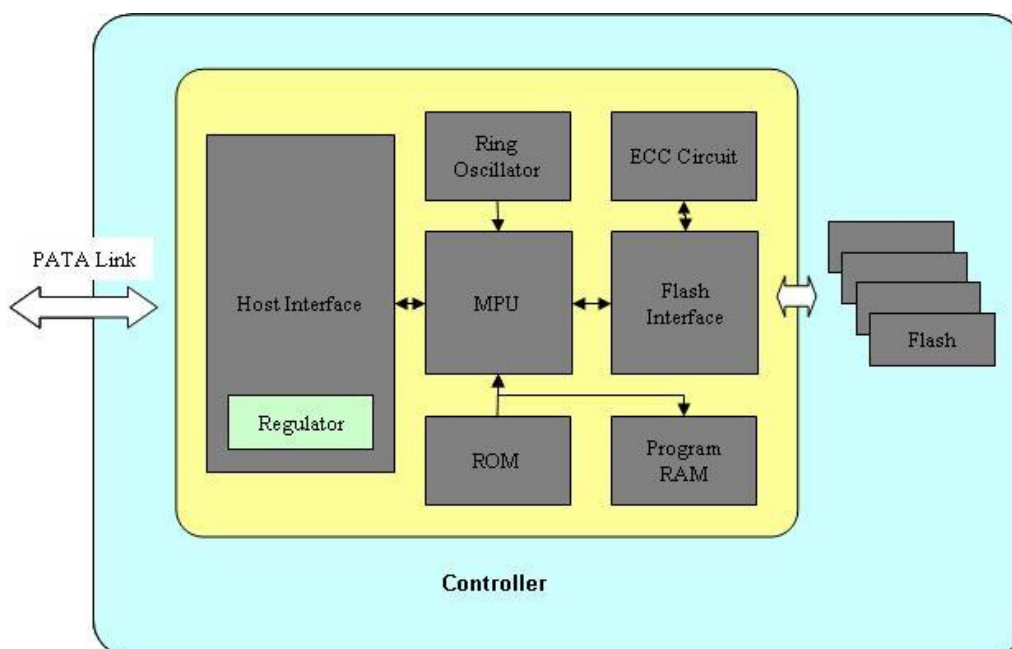 Ring
Oscillator
ECC Circuit
PATA Link
Host Interface
MPU
Flash
Interface
Flash
Regulator
ROM
Program
RAM
Controller